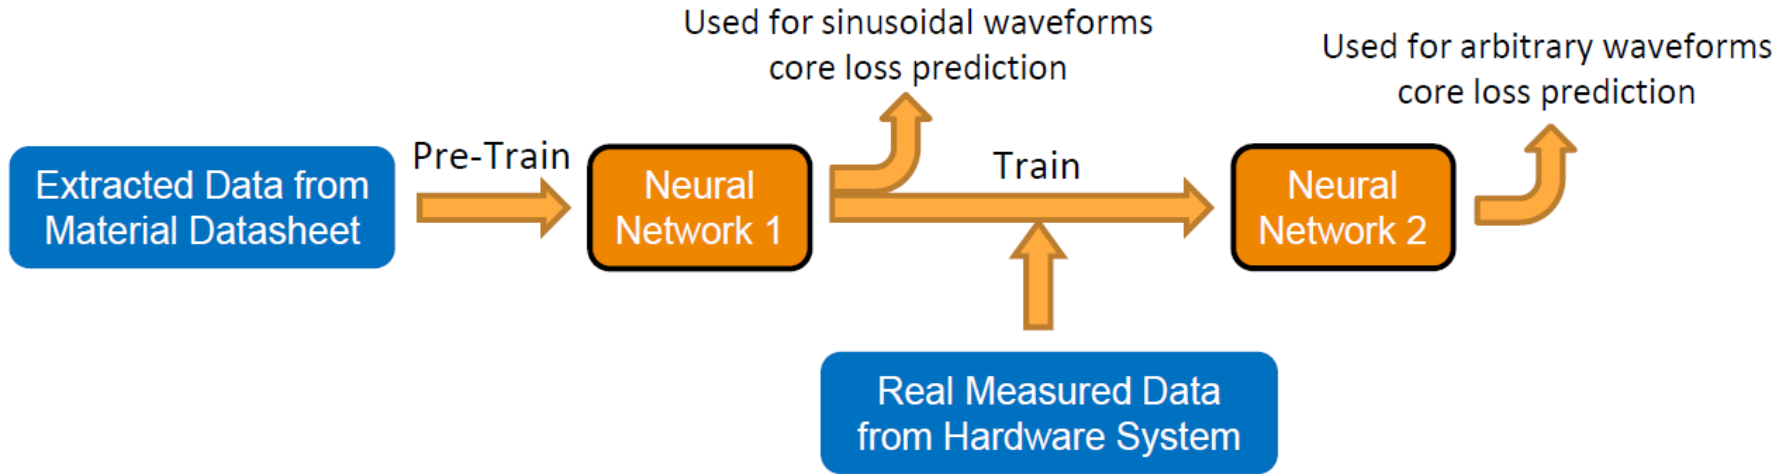 Used for sinusoidal waveforms
core loss prediction
Used for arbitrary waveforms
core loss prediction
Extracted Data from
Material Datasheet
Pre-Train
Neural
Network 1
Train
Neural
Network 2
Real Measured Data
from Hardware System